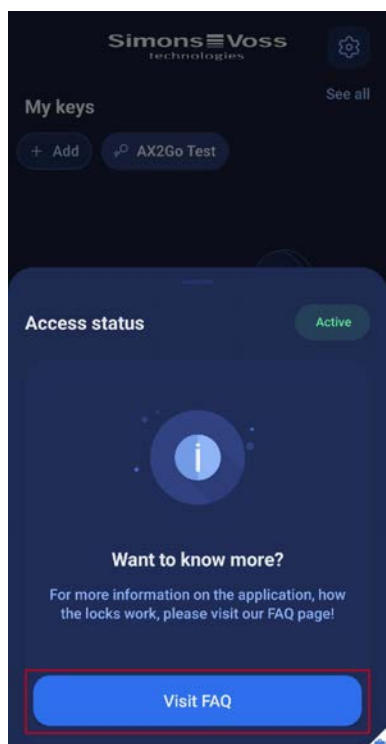 Simons Voss
technologies
My keys
See all
+ Add
AX2Go Test
Access status
Active
i
Want to know more?
For more information on the application, how
the locks work, please visit our FAQ page!
Visit FAQ